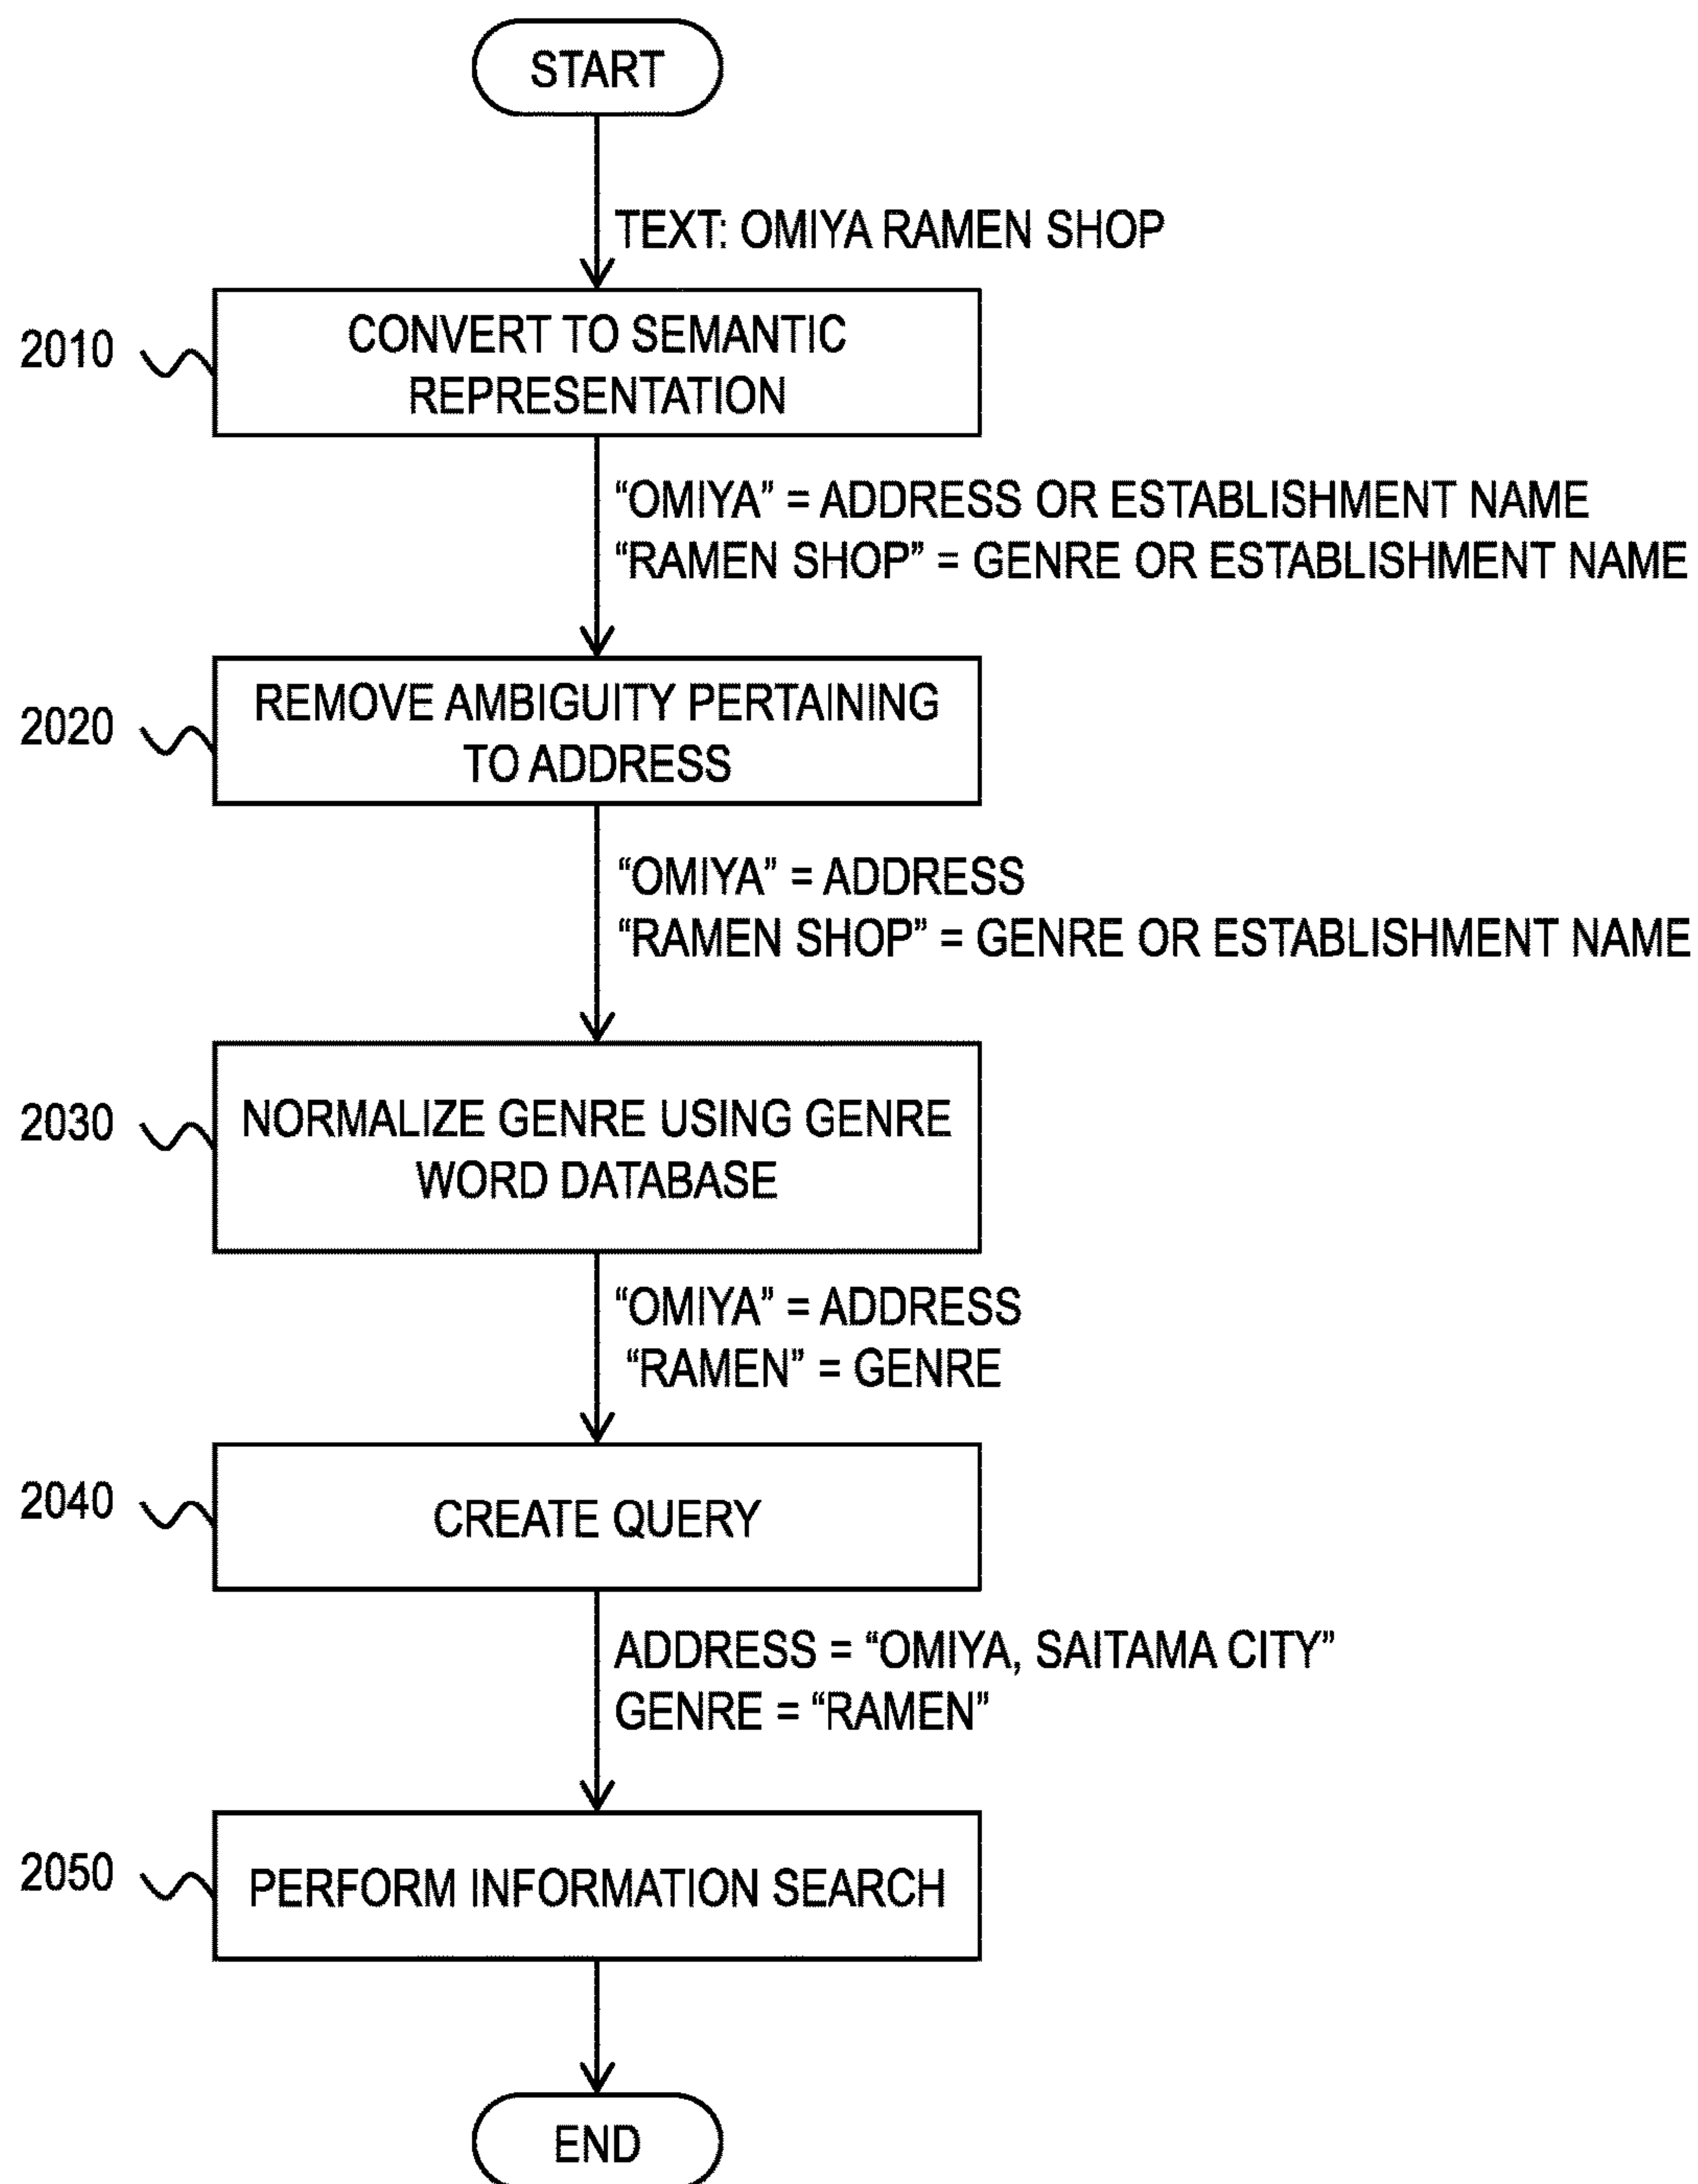 START
TEXT: OMIYA RAMEN SHOP
2010
CONVERT TO SEMANTIC
REPRESENTATION
“OMIYA” = ADDRESS OR ESTABLISHMENT NAME
“RAMEN SHOP” = GENRE OR ESTABLISHMENT NAME
2020
REMOVE AMBIGUITY PERTAINING
TO ADDRESS
“OMIYA” = ADDRESS
“RAMEN SHOP” = GENRE OR ESTABLISHMENT NAME
2030
NORMALIZE GENRE USING GENRE
WORD DATABASE
“OMIYA” = ADDRESS
“RAMEN” = GENRE
2040
CREATE QUERY
ADDRESS = “OMIYA, SAITAMA CITY”
GENRE = “RAMEN”
2050
PERFORM INFORMATION SEARCH
END